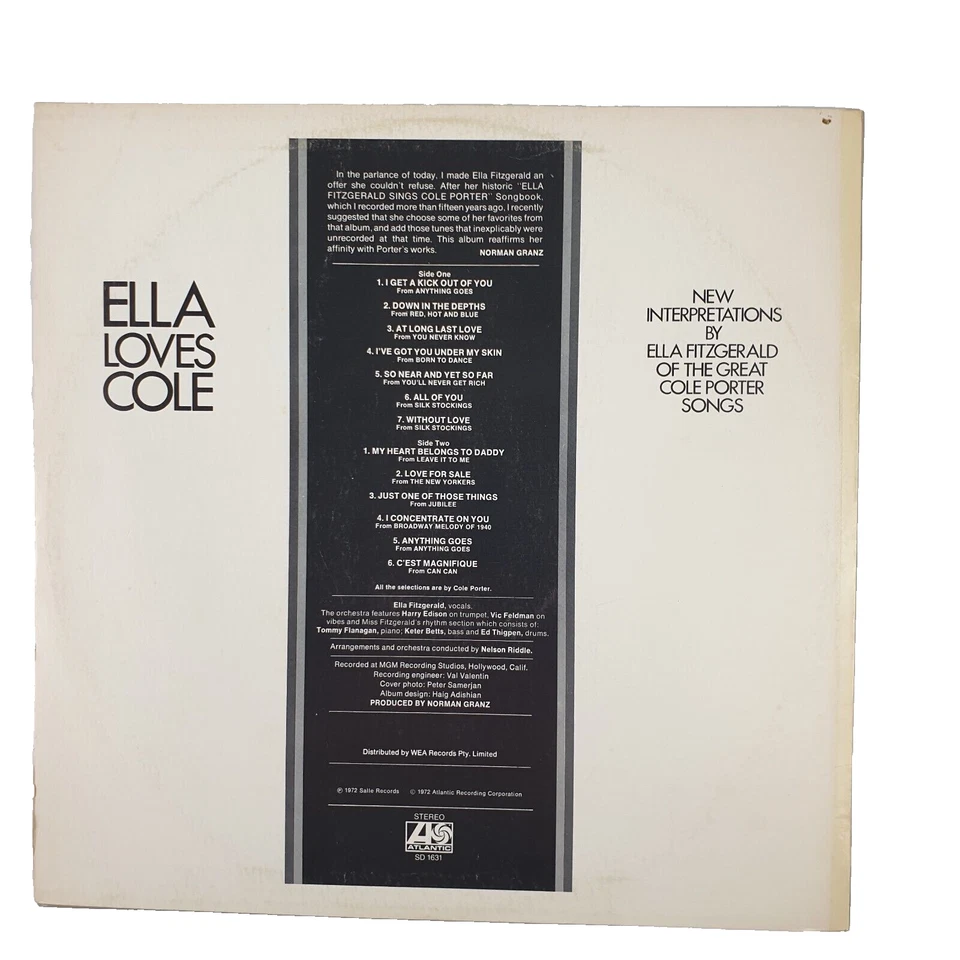 ELLA
LOVES
COLE
In the parlance of today, I made Ella Fitzgerald an
offer she couldn't refuse. After her historic "ELLA
FITZGERALD SINGS COLE PORTER" Songbook,
which I recorded more than fifteen years ago, I recently
suggested that she choose some of her favorites from
that album, and add those tunes that inexplicably were
unrecorded at that time. This album reaffirms her
affinity with Porter's works. NORMAN GRANZ
Side One
1. I GET A KICK OUT OF YOU
From ANYTHING GOES
2. DOWN IN THE DEPTHS
From RED, HOT AND BLUE
3. AT LONG LAST LOVE
From YOU NEVER KNOW
4. I'VE GOT YOU UNDER MY SKIN
From BORN TO DANCE
5. SO NEAR AND YET SO FAR
From YOU'LL NEVER GET RICH
6. ALL OF YOU
From SILK STOCKINGS
7. WITHOUT LOVE
From SILK STOCKINGS
Side Two
1. MY HEART BELONGS TO DADDY
From LEAVE IT TO ME
2. LOVE FOR SALE
From THE NEW YORKERS
3. JUST ONE OF THOSE THINGS
From JUBILEE
4. I CONCENTRATE ON YOU
From BROADWAY MELODY OF 1940
5. ANYTHING GOES
From ANYTHING GOES
6. C'EST MAGNIFIQUE
From CAN CAN
All the selections are by Cole Porter.
Ella Fitzgerald, vocals.
The orchestra features Harry Edison on trumpet, Vic Feldman on
vibes and Miss Fitzgerald's rhythm section which consists of:
Tommy Flanagan, piano; Keter Betts, bass and Ed Thigpen, drums.
Arrangements and orchestra conducted by Nelson Riddle.
Recorded at MGM Recording Studios, Hollywood, Calif.
Recording engineer: Val Valentin
Cover photo: Peter Samerjan
Album design: Haig Adishian
PRODUCED BY NORMAN GRANZ
Distributed by WEA Records Pty. Limited
℗ 1972 Salle Records © 1972 Atlantic Recording Corporation
STEREO
ATLANTIC
SD 1631
NEW
INTERPRETATIONS
BY
ELLA FITZGERALD
OF THE GREAT
COLE PORTER
SONGS